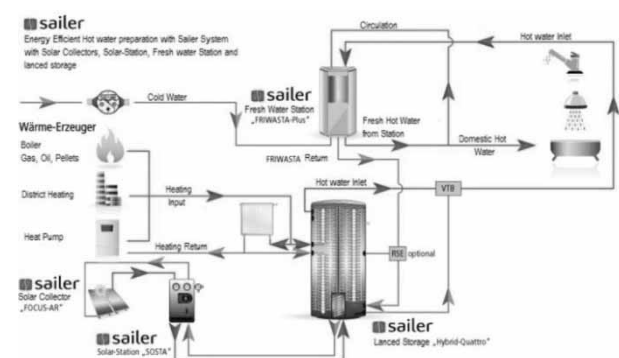 sailer
Energy Efficient Hot water preparation with Sailer System
with Solar Collectors, Solar-Station, Fresh water Station and
lanced storage
Circulation
Hot water Inlet
Cold Water
sailer
Fresh Water Station
„FRIWASTA-Plus"
Fresh Hot Water
from Station
Domestic Hot
Water
Wärme-Erzeuger
Boiler
Gas, Oil, Pellets
FRIWASTA Return
Hot water Inlet
VTB
District Heating
Heating
Input
Heat Pump
Heating Return
RSE optional
sailer
Solar Collector
„FOCUS-AR"
sailer
Solar-Station „SOSTA"
sailer
Lanced Storage „Hybrid-Quattro"